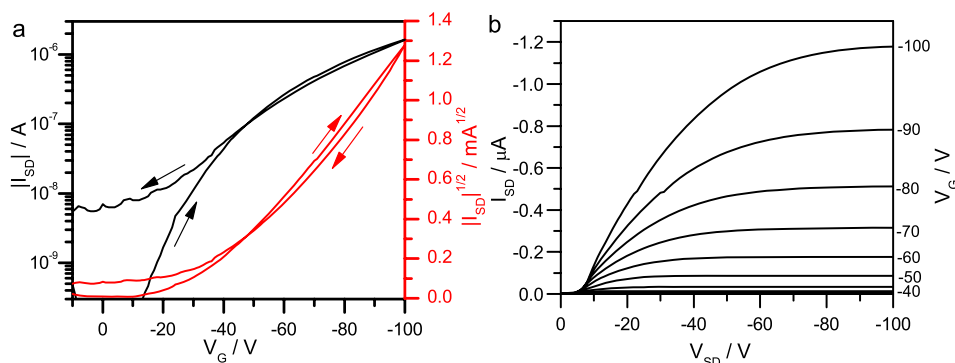 a
10^-6
10^-7
10^-8
10^-9
|I_SD| / A
0 -20 -40 -60 -80 -100
V_G / V
1.4
1.2
1.0
0.8
0.6
0.4
0.2
0.0
|I_SD|^1/2 / mA^1/2
b
-1.2
-1.0
-0.8
-0.6
-0.4
-0.2
0.0
I_SD / µA
0 -20 -40 -60 -80 -100
V_SD / V
-100
-90
-80
-70
-60
-50
-40
V_G / V